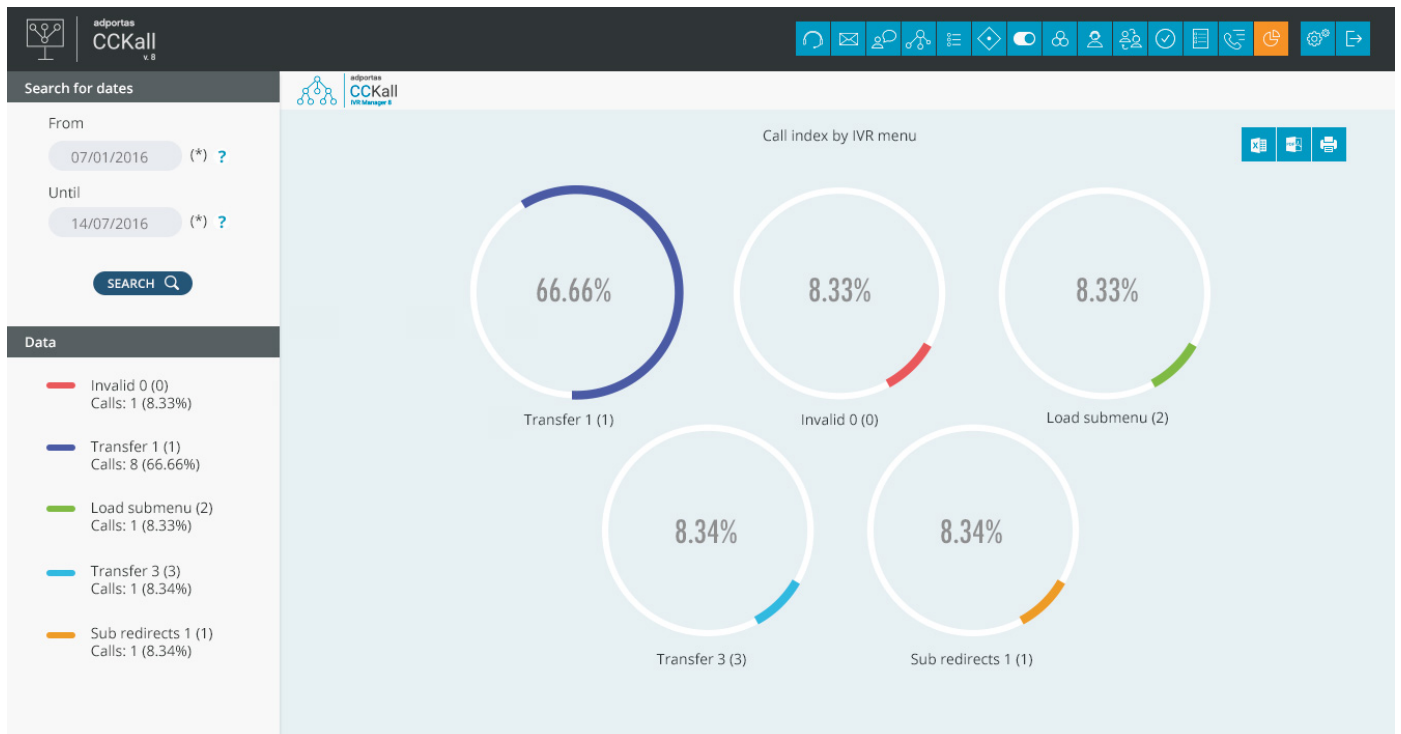 adportas
CCKall
v. 8
Search for dates
From
07/01/2016 (*) ?
Until
14/07/2016 (*) ?
SEARCH
Data
Invalid 0 (0)
Calls: 1 (8.33%)
Transfer 1 (1)
Calls: 8 (66.66%)
Load submenu (2)
Calls: 1 (8.33%)
Transfer 3 (3)
Calls: 1 (8.34%)
Sub redirects 1 (1)
Calls: 1 (8.34%)
adportas
CCKall
IVR Manager 8
Call index by IVR menu
66.66%
Transfer 1 (1)
8.33%
Invalid 0 (0)
8.33%
Load submenu (2)
8.34%
Transfer 3 (3)
8.34%
Sub redirects 1 (1)